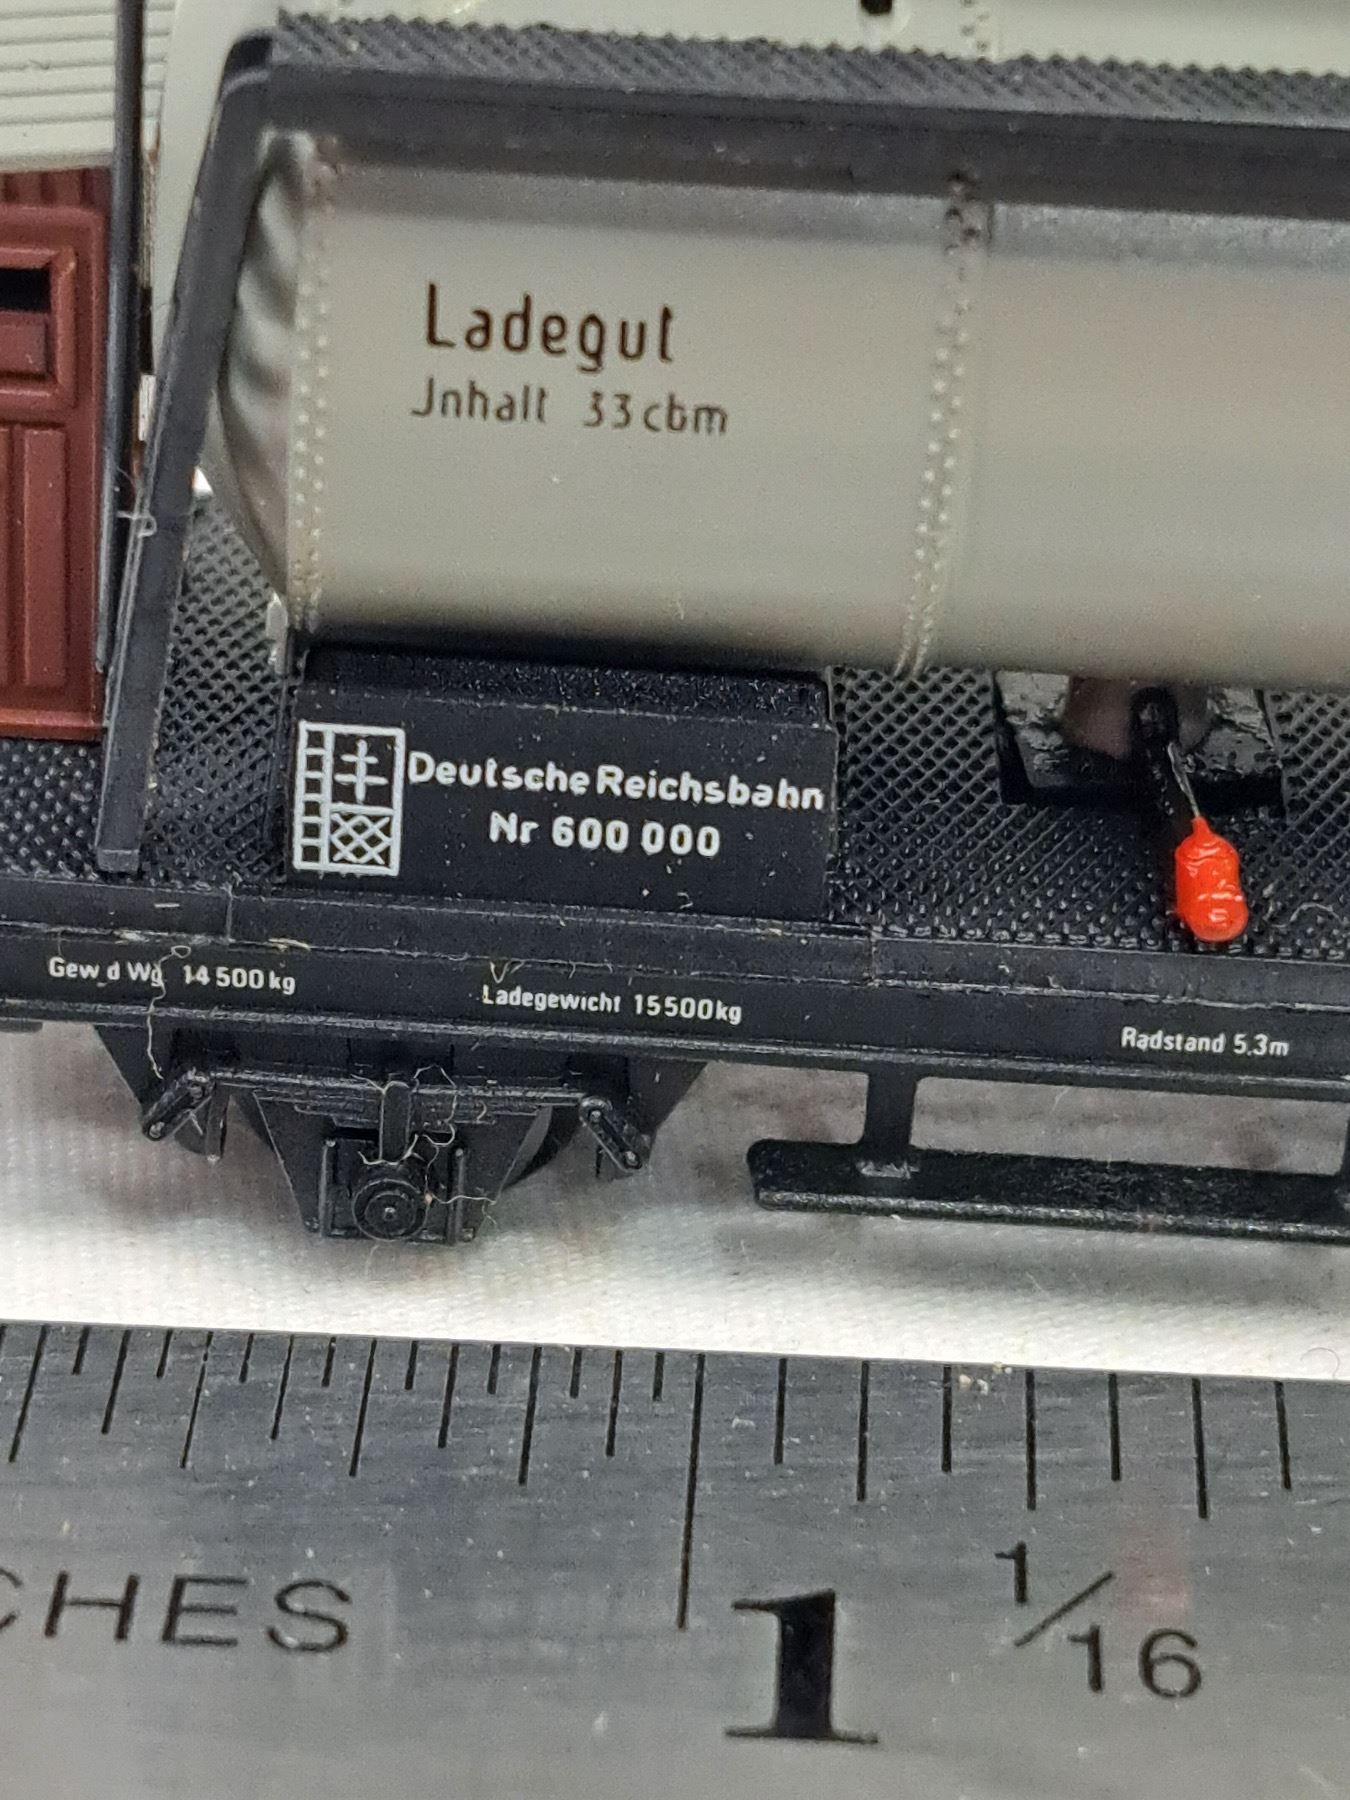 Ladegut
Jnhalt 33cbm
Deutsche Reichsbahn
Nr 600 000
Gew d Wg 14 500 kg
Ladegewicht 15500kg
Radstand 5,3m
CHES
1
1/16